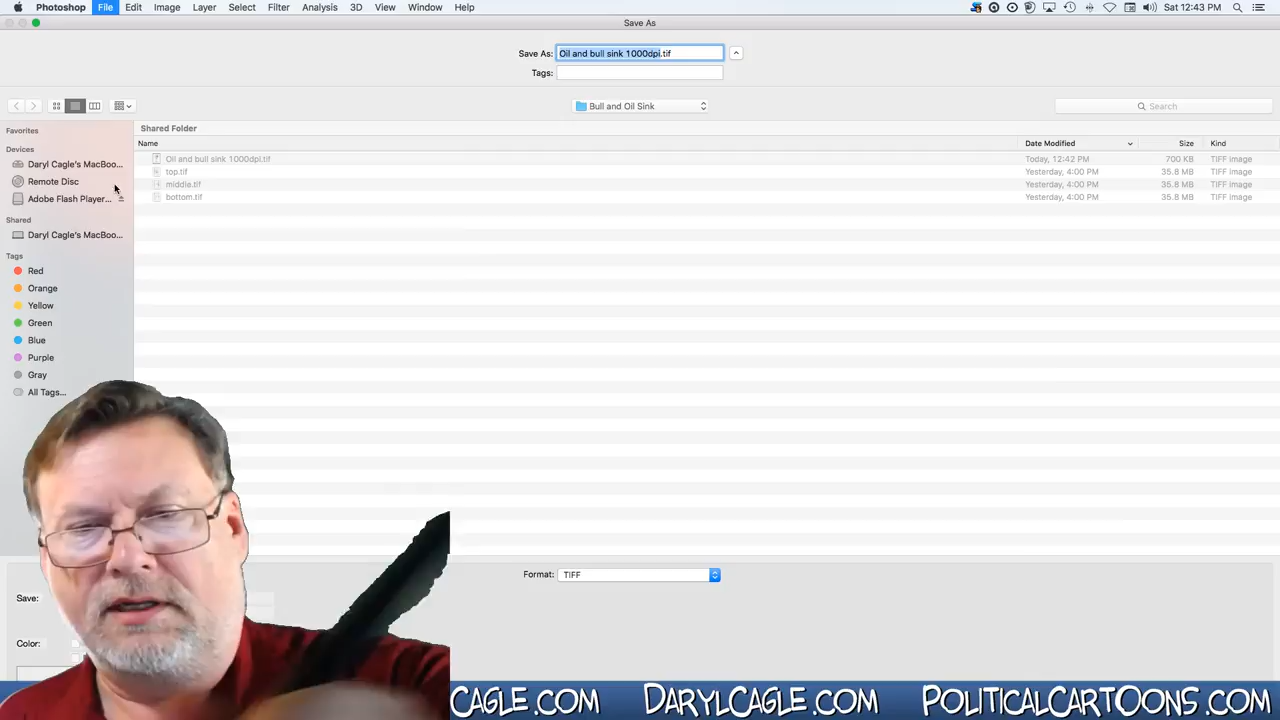 Photoshop File Edit Image Layer Select Filter Analysis 3D View Window Help Sat 12:43 PM
Save As
Save As: Oil and bull sink 1000dpi.tif
Tags:
Bull and Oil Sink
Search
Favorites
Devices
Daryl Cagle's MacBoo...
Remote Disc
Adobe Flash Player...
Shared
Daryl Cagle's MacBoo...
Tags
Red
Orange
Yellow
Green
Blue
Purple
Gray
All Tags...
Shared Folder
Name Date Modified Size Kind
Oil and bull sink 1000dpi.tif Today, 12:42 PM 700 KB TIFF image
top.tif Yesterday, 4:00 PM 35.8 MB TIFF image
middle.tif Yesterday, 4:00 PM 35.8 MB TIFF image
bottom.tif Yesterday, 4:00 PM 35.8 MB TIFF image
Format: TIFF
Save:
Color:
CAGLE.COM DARYLCAGLE.COM POLITICALCARTOONS.COM